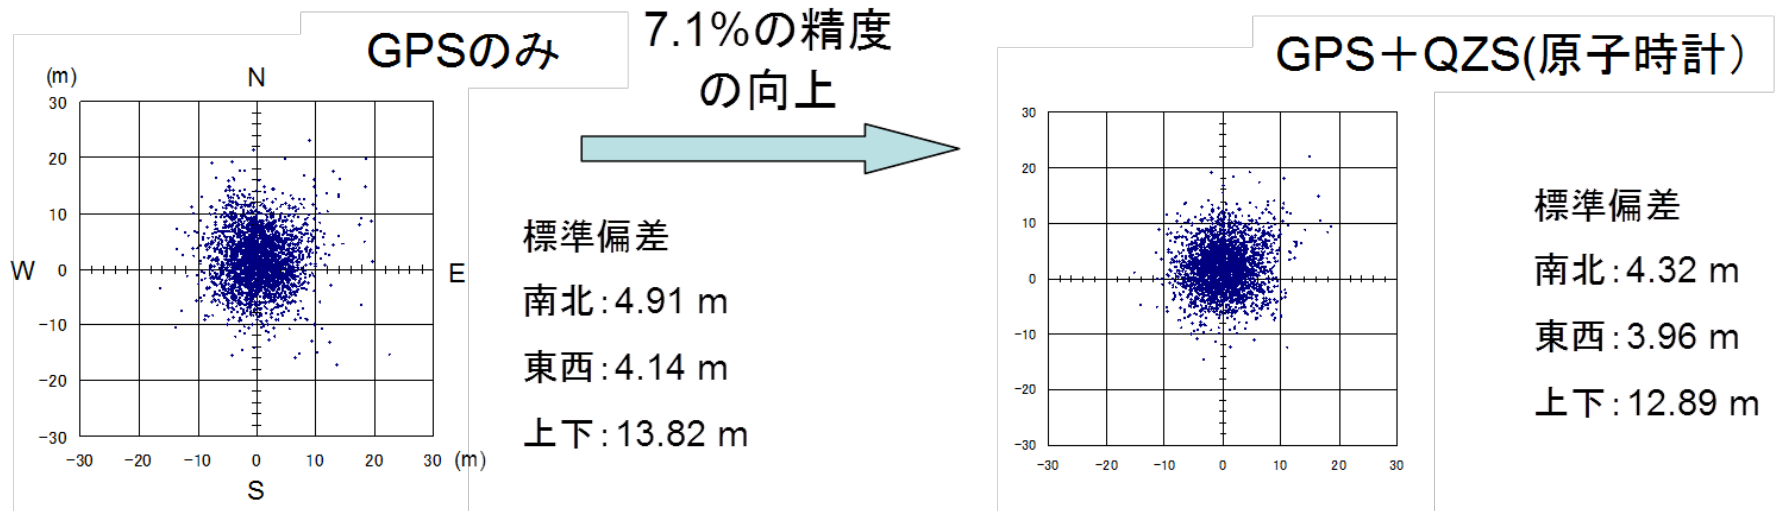 GPSのみ
(m)
N
30
20
10
W
0
E
-10
-20
-30
-30 -20 -10 0 10 20 30 (m)
S
7.1%の精度
の向上
標準偏差
南北:4.91 m
東西:4.14 m
上下:13.82 m
GPS+QZS(原子時計)
30
20
10
0
-10
-20
-30
-30 -20 -10 0 10 20 30
標準偏差
南北:4.32 m
東西:3.96 m
上下:12.89 m